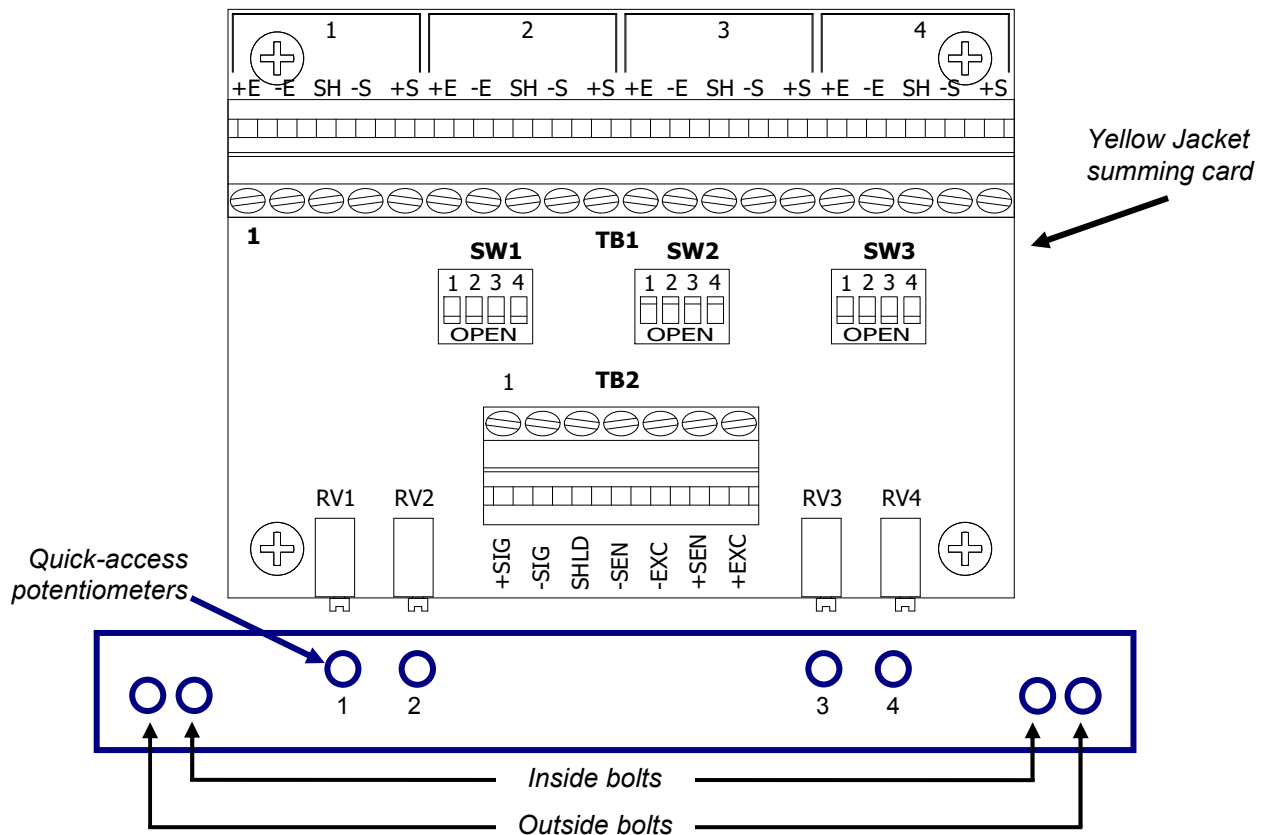 1 2 3 4
+E -E SH -S +S +E -E SH -S +S +E -E SH -S +S +E -E SH -S +S
Yellow Jacket
summing card
1 TB1
SW1 SW2 SW3
1 2 3 4 1 2 3 4 1 2 3 4
OPEN OPEN OPEN
1 TB2
RV1 RV2 RV3 RV4
+SIG
-SIG
SHLD
-SEN
-EXC
+SEN
+EXC
Quick-access
potentiometers
1 2 3 4
Inside bolts
Outside bolts